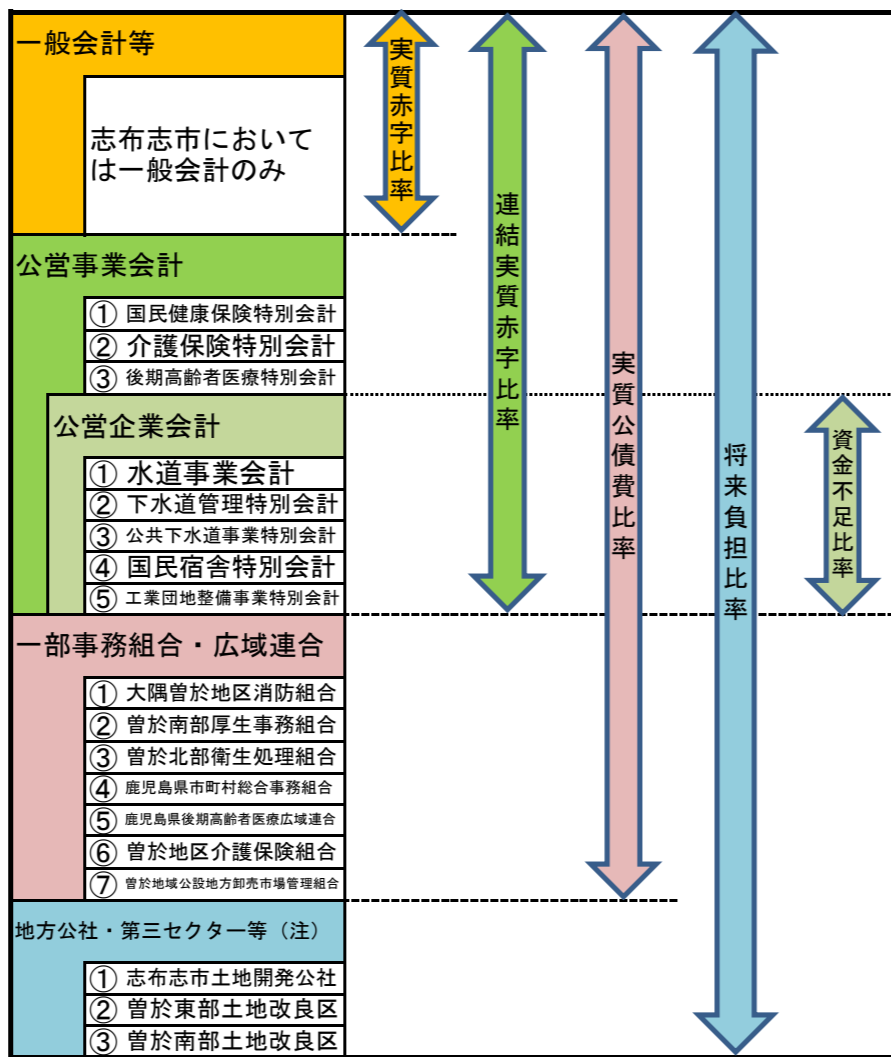 一般会計等
志布志市において
は一般会計のみ
公営事業会計
① 国民健康保険特別会計
② 介護保険特別会計
③ 後期高齢者医療特別会計
公営企業会計
① 水道事業会計
② 下水道管理特別会計
③ 公共下水道事業特別会計
④ 国民宿舎特別会計
⑤ 工業団地整備事業特別会計
一部事務組合・広域連合
① 大隅曽於地区消防組合
② 曽於南部厚生事務組合
③ 曽於北部衛生処理組合
④ 鹿児島県市町村総合事務組合
⑤ 鹿児島県後期高齢者医療広域連合
⑥ 曽於地区介護保険組合
⑦ 曽於地域公設地方卸売市場管理組合
地方公社・第三セクター等（注）
① 志布志市土地開発公社
② 曽於東部土地改良区
③ 曽於南部土地改良区
実質赤字比率
連結実質赤字比率
実質公債費比率
将来負担比率
資金不足比率